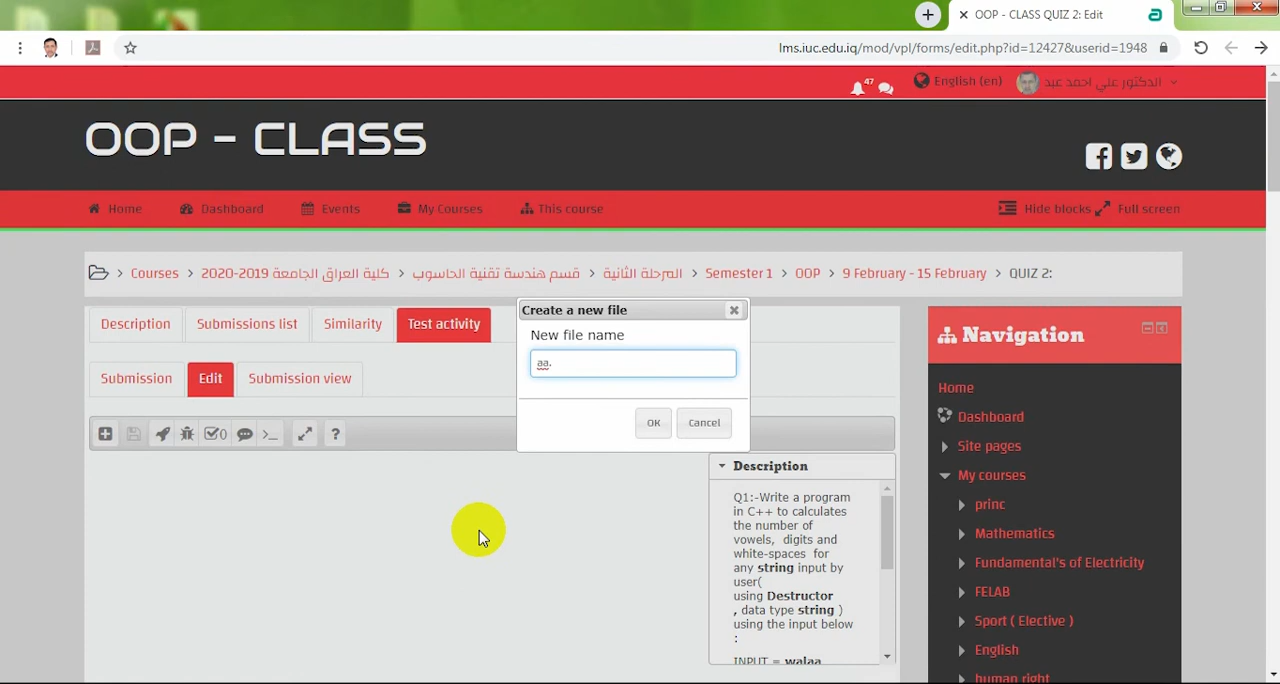 OOP - CLASS QUIZ 2: Edit
lms.iuc.edu.iq/mod/vpl/forms/edit.php?id=12427&userid=1948
47
English (en)
الدكتور علي احمد عبد
OOP - CLASS
Home
Dashboard
Events
My Courses
This course
Hide blocks
Full screen
Courses
كلية العراق الجامعة 2019-2020
قسم هندسة تقنية الحاسوب
المرحلة الثانية
Semester 1
OOP
9 February - 15 February
QUIZ 2:
Description
Submissions list
Similarity
Test activity
Submission
Edit
Submission view
0
?
Create a new file
New file name
aa.
OK
Cancel
Description
Q1:-Write a program
in C++ to calculates
the number of
vowels, digits and
white-spaces for
any string input by
user(
using Destructor
, data type string )
using the input below
:
INPUT = walaa
Navigation
Home
Dashboard
Site pages
My courses
princ
Mathematics
Fundamental's of Electricity
FELAB
Sport ( Elective )
English
human right